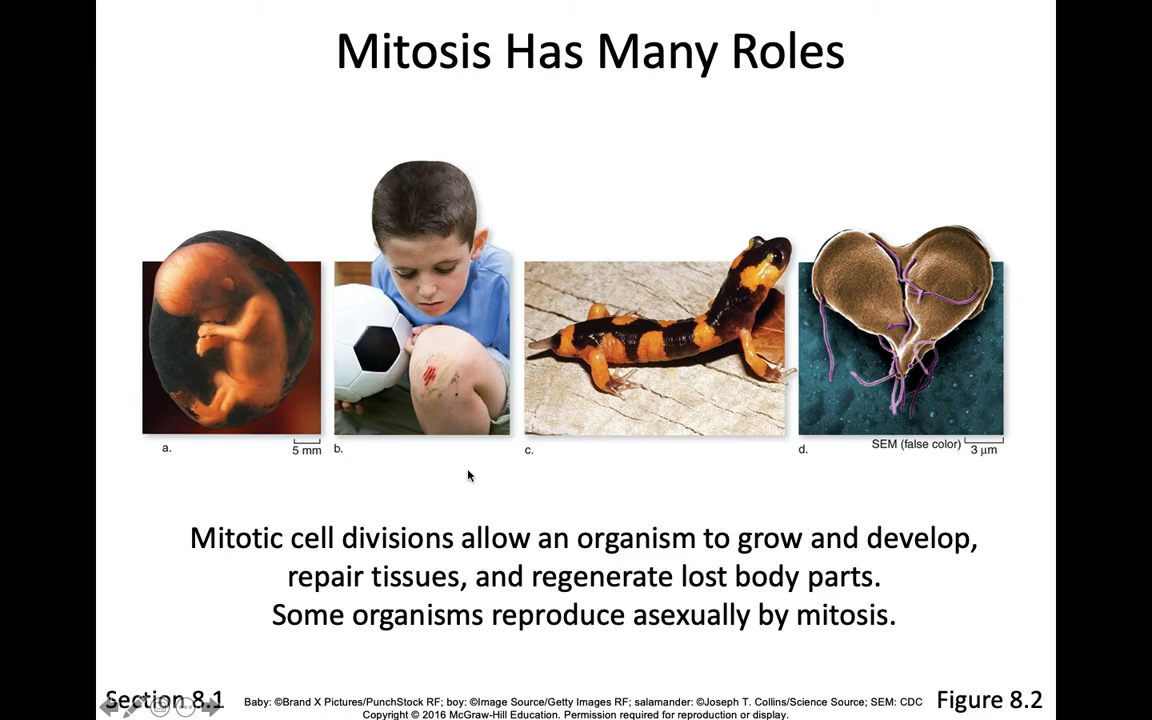 Mitosis Has Many Roles
a.
5 mm
b.
c.
d.
SEM (false color)
3 μm
Mitotic cell divisions allow an organism to grow and develop,
repair tissues, and regenerate lost body parts.
Some organisms reproduce asexually by mitosis.
Section 8.1
Baby: ©Brand X Pictures/PunchStock RF; boy: ©Image Source/Getty Images RF; salamander: ©Joseph T. Collins/Science Source; SEM: CDC
Copyright © 2016 McGraw-Hill Education. Permission required for reproduction or display.
Figure 8.2